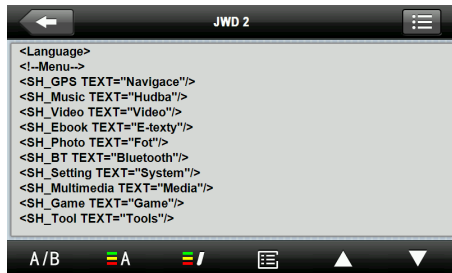 JWD 2
<Language>
<!--Menu-->
<SH_GPS TEXT="Navigace"/>
<SH_Music TEXT="Hudba"/>
<SH_Video TEXT="Video"/>
<SH_Ebook TEXT="E-texty"/>
<SH_Photo TEXT="Fot"/>
<SH_BT TEXT="Bluetooth"/>
<SH_Setting TEXT="System"/>
<SH_Multimedia TEXT="Media"/>
<SH_Game TEXT="Game"/>
<SH_Tool TEXT="Tools"/>
A/B A